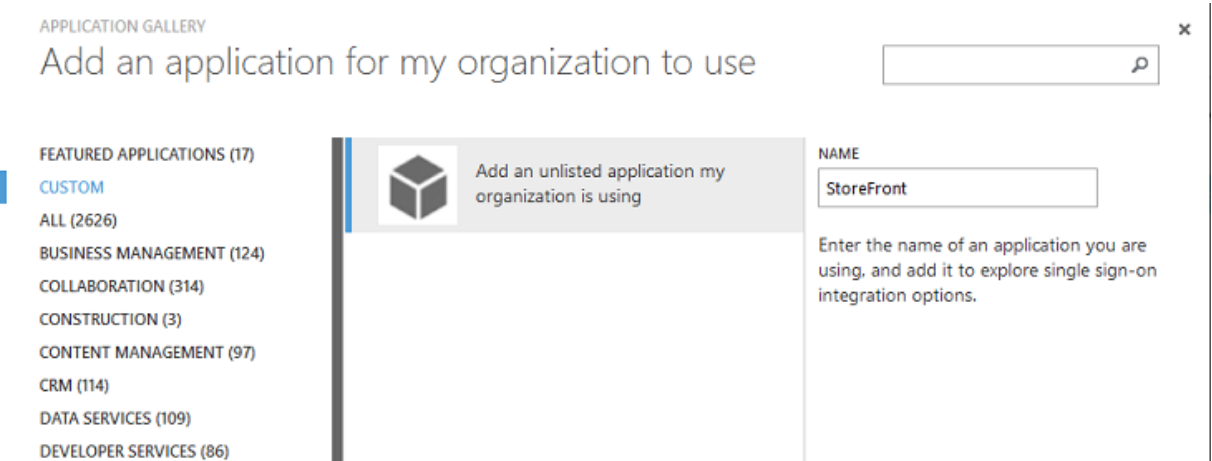 APPLICATION GALLERY
Add an application for my organization to use
FEATURED APPLICATIONS (17)
CUSTOM
ALL (2626)
BUSINESS MANAGEMENT (124)
COLLABORATION (314)
CONSTRUCTION (3)
CONTENT MANAGEMENT (97)
CRM (114)
DATA SERVICES (109)
DEVELOPER SERVICES (86)
Add an unlisted application my
organization is using
NAME
StoreFront
Enter the name of an application you are
using, and add it to explore single sign-on
integration options.